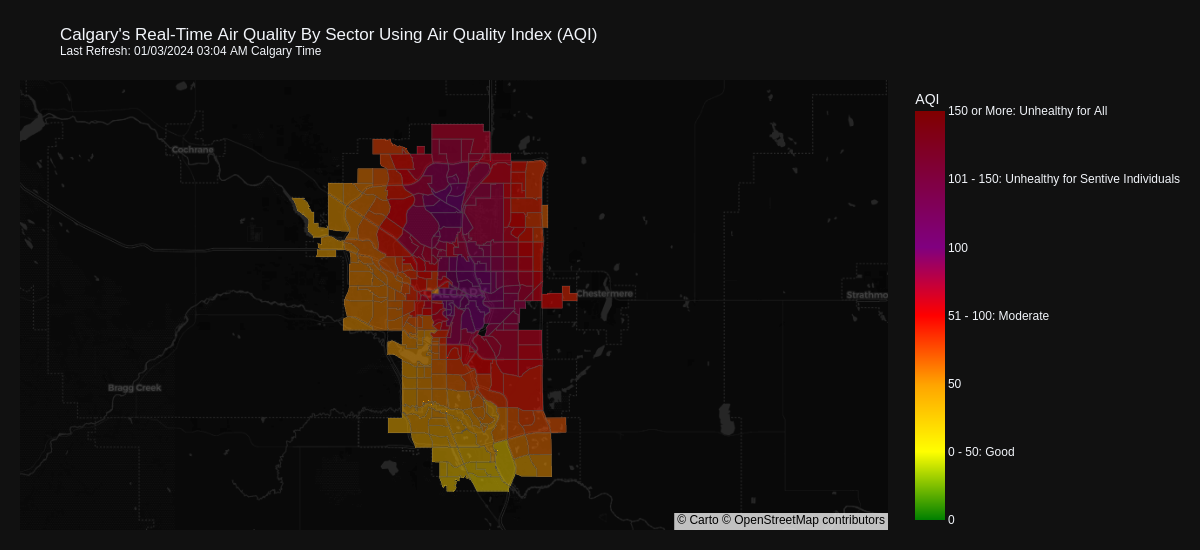 Calgary's Real-Time Air Quality By Sector Using Air Quality Index (AQI)
Last Refresh: 01/03/2024 03:04 AM Calgary Time
AQI
150 or More: Unhealthy for All
Cochrane
101 - 150: Unhealthy for Sentive Individuals
100
CALGARY
Chestermere
Strathmo
51 - 100: Moderate
50
Bragg Creek
0 - 50: Good
0
© Carto © OpenStreetMap contributors